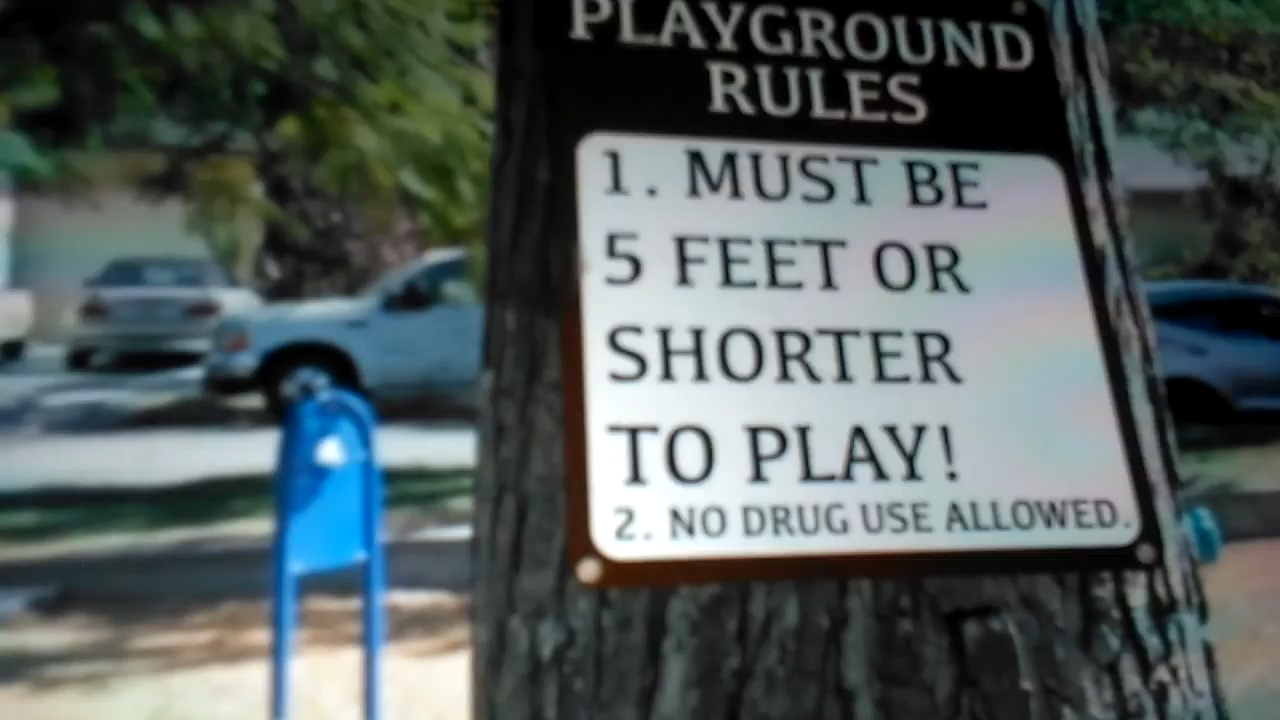 PLAYGROUND
RULES
1. MUST BE
5 FEET OR
SHORTER
TO PLAY!
2. NO DRUG USE ALLOWED.